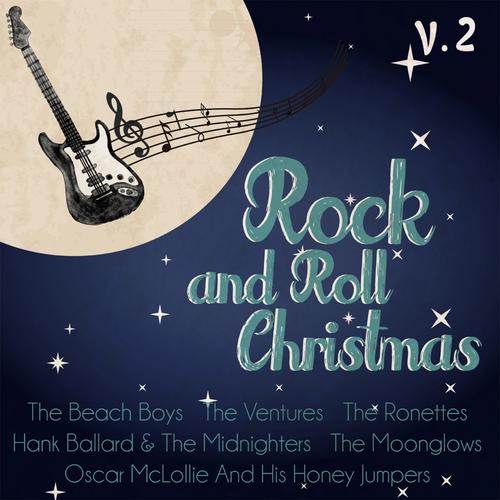 V.2
Rock
and Roll
Christmas
The Beach Boys The Ventures The Ronettes
Hank Ballard & The Midnighters The Moonglows
Oscar McLollie And His Honey Jumpers